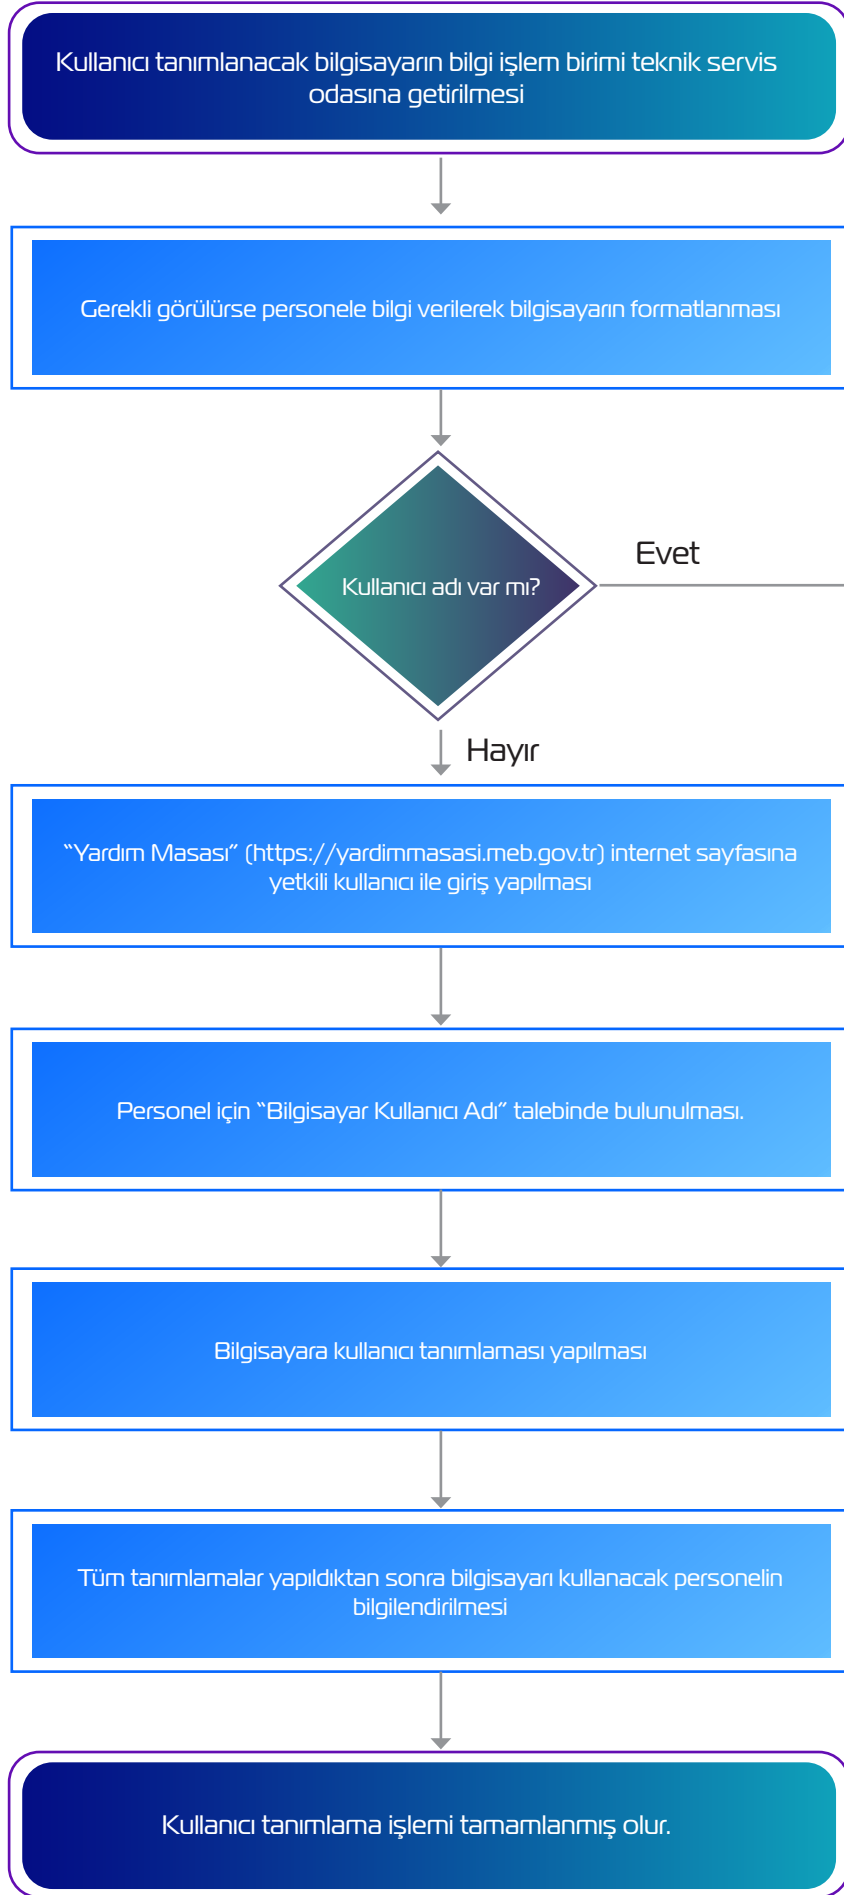 Kullanıcı tanımlanacak bilgisayarın bilgi işlem birimi teknik servis
odasına getirilmesi
Gerekli görülürse personele bilgi verilerek bilgisayarın formatlanması
Kullanıcı adı var mı?
Evet
Hayır
“Yardım Masası” (https://yardimmasasi.meb.gov.tr) internet sayfasına
yetkili kullanıcı ile giriş yapılması
Personel için “Bilgisayar Kullanıcı Adı” talebinde bulunulması.
Bilgisayara kullanıcı tanımlaması yapılması
Tüm tanımlamalar yapıldıktan sonra bilgisayarı kullanacak personelin
bilgilendirilmesi
Kullanıcı tanımlama işlemi tamamlanmış olur.